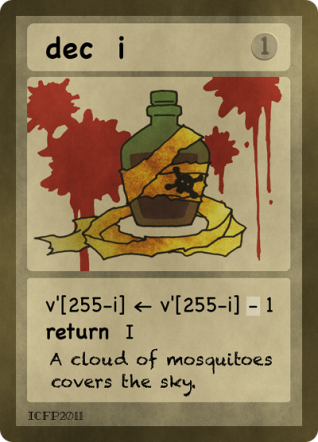 dec i
1
v'[255-i] ← v'[255-i] - 1
return I
A cloud of mosquitoes
covers the sky.
ICFP2011